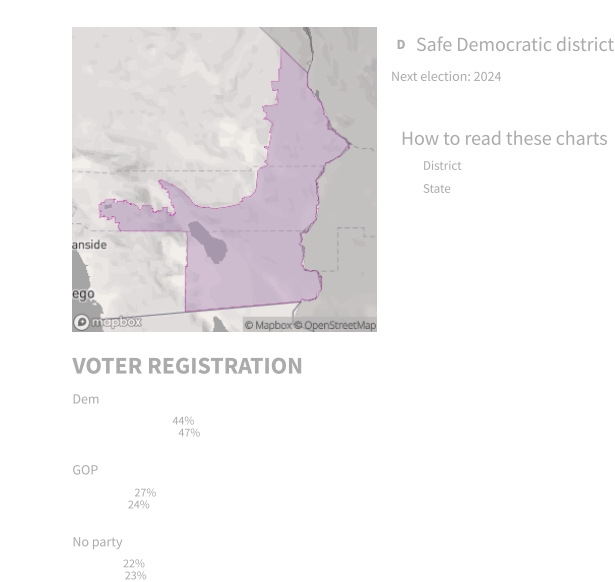 D Safe Democratic district
Next election: 2024
How to read these charts
District
State
anside
ego
mapbox
© Mapbox © OpenStreetMap
VOTER REGISTRATION
Dem
44%
47%
GOP
27%
24%
No party
22%
23%